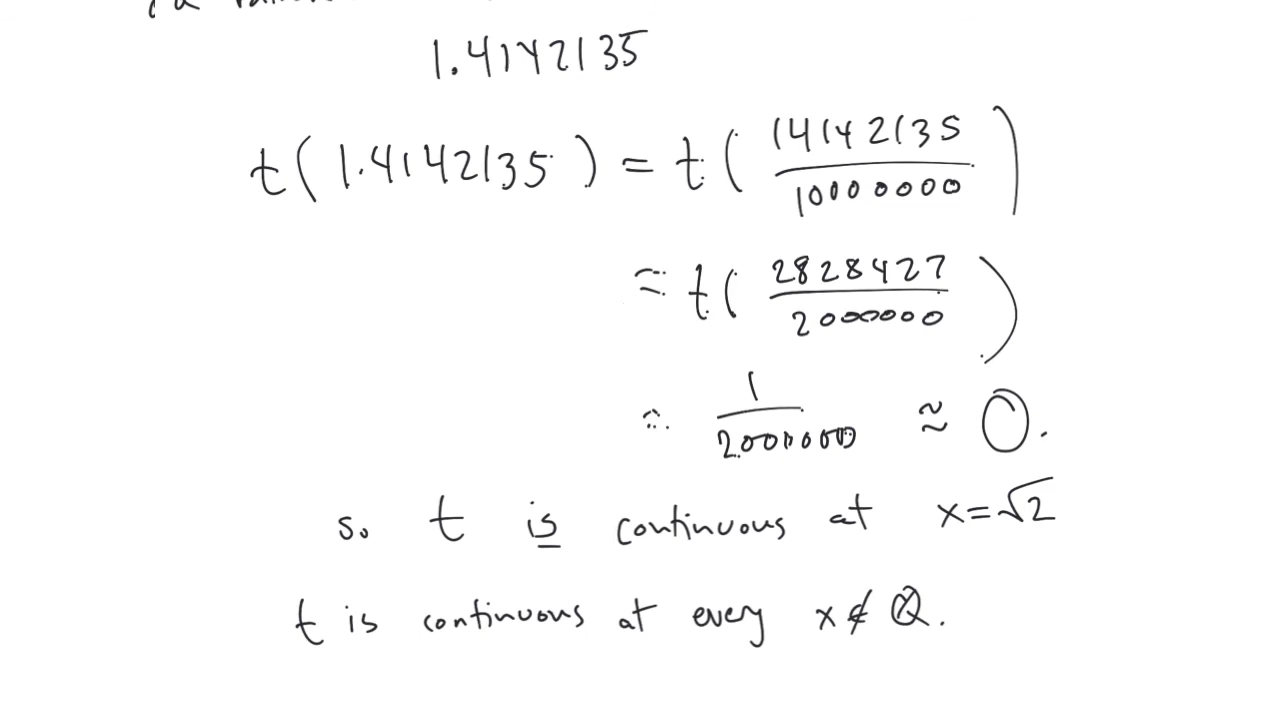 a
1.4142135
t(1.4142135) = t(14142135/10000000)
= t(2828427/2000000)
= 1/2000000 ≈ 0.
so t is continuous at x=√2
t is continuous at every x∉ℚ.